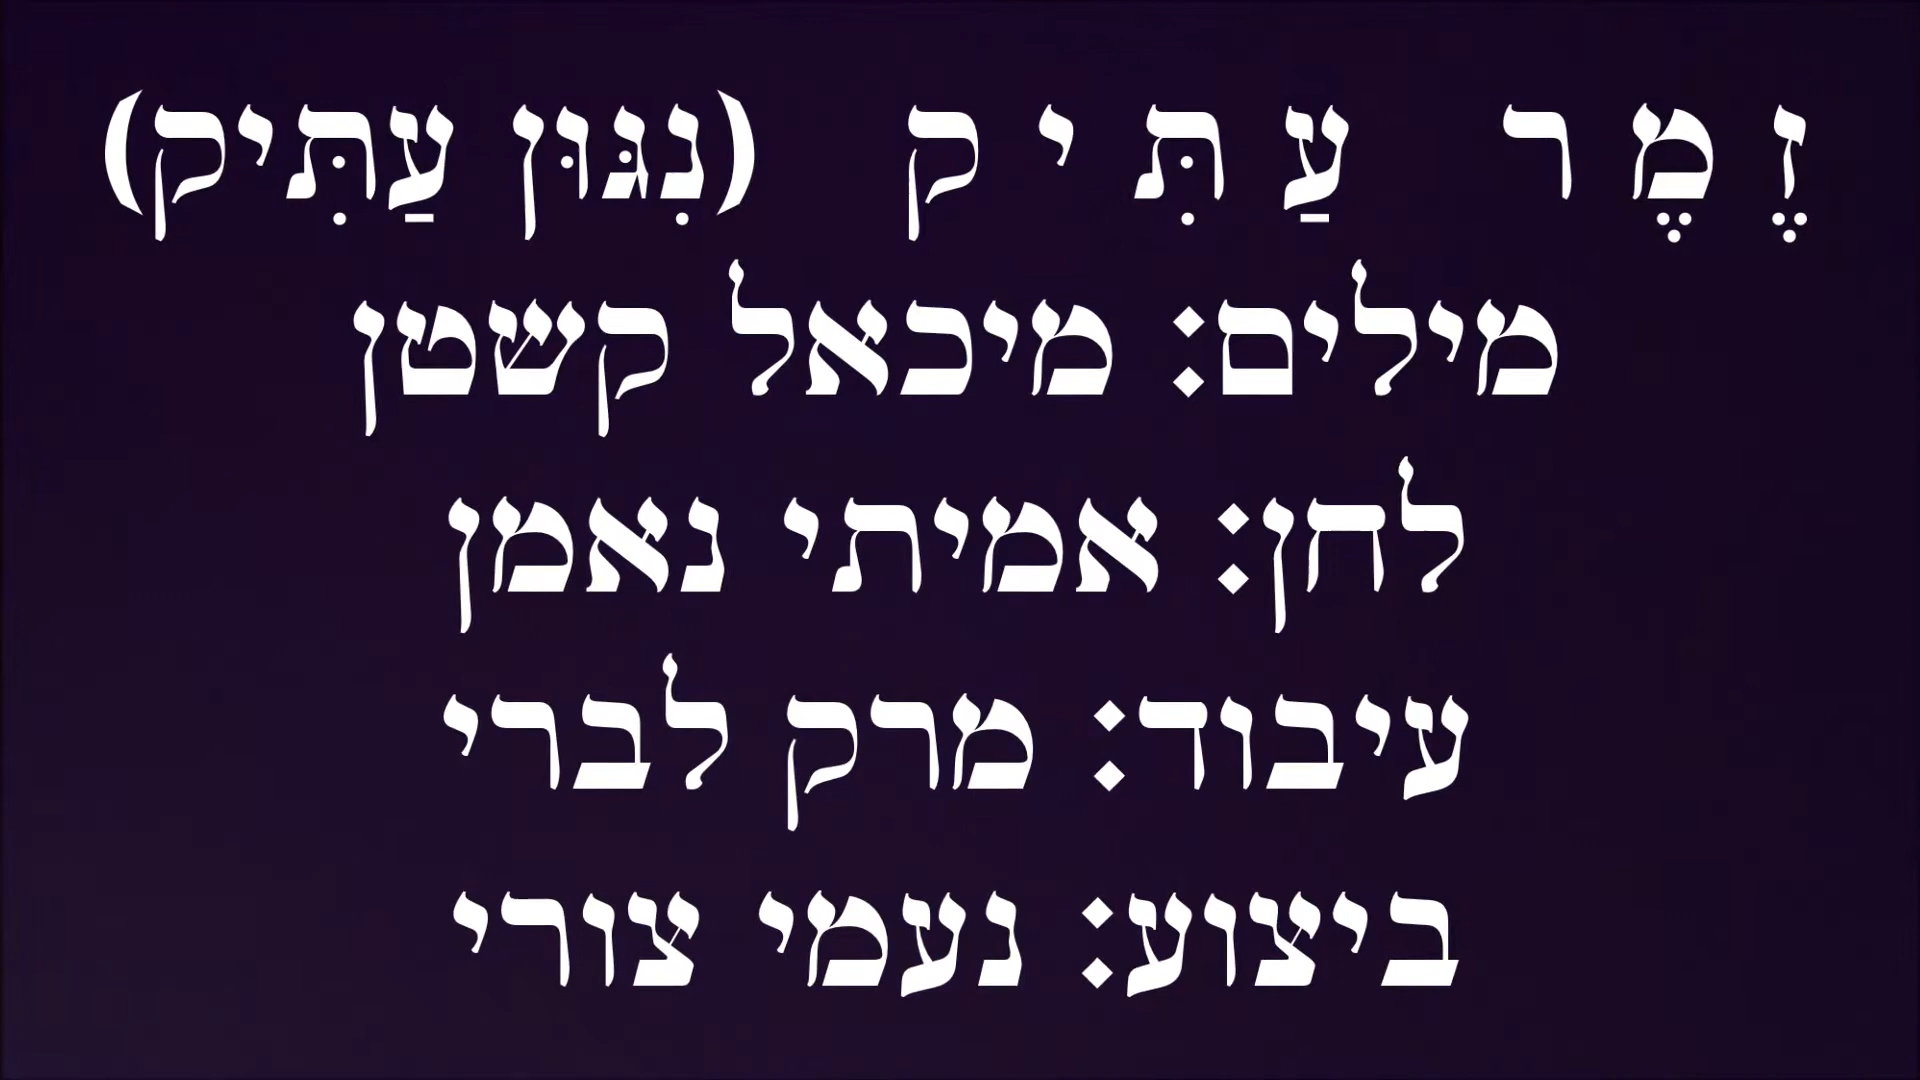 זֶמֶר עַתִּיק (נִגּוּן עַתִּיק)
מילים: מיכאל קשטן
לחן: אמיתי נאמן
עיבוד: מרק לברי
ביצוע: נעמי צורי